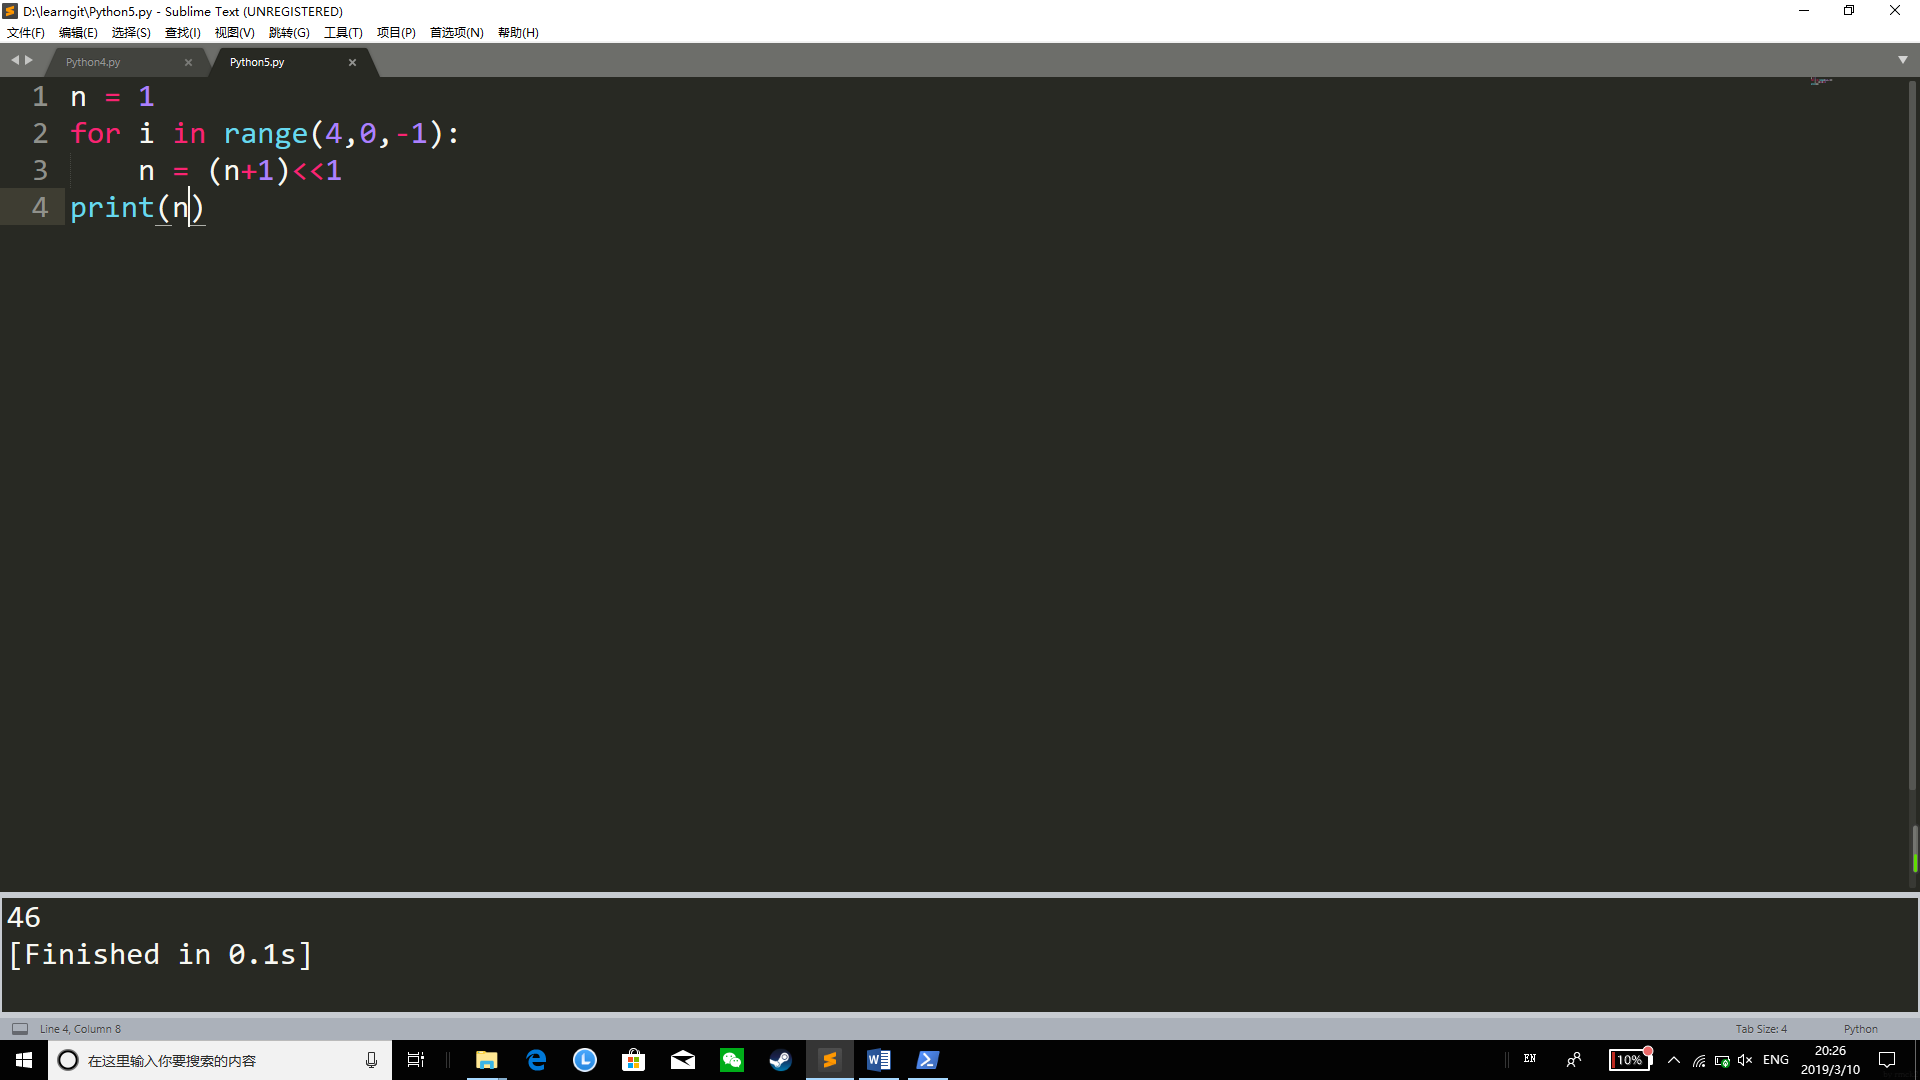 D:\learngit\Python5.py - Sublime Text (UNREGISTERED)
文件(F) 编辑(E) 选择(S) 查找(I) 视图(V) 跳转(G) 工具(T) 项目(P) 首选项(N) 帮助(H)
Python4.py Python5.py
1 n = 1
2 for i in range(4,0,-1):
3     n = (n+1)<<1
4 print(n)
46
[Finished in 0.1s]
Line 4, Column 8 Tab Size: 4 Python
在这里输入你要搜索的内容 EN 10% ENG 20:26
2019/3/10